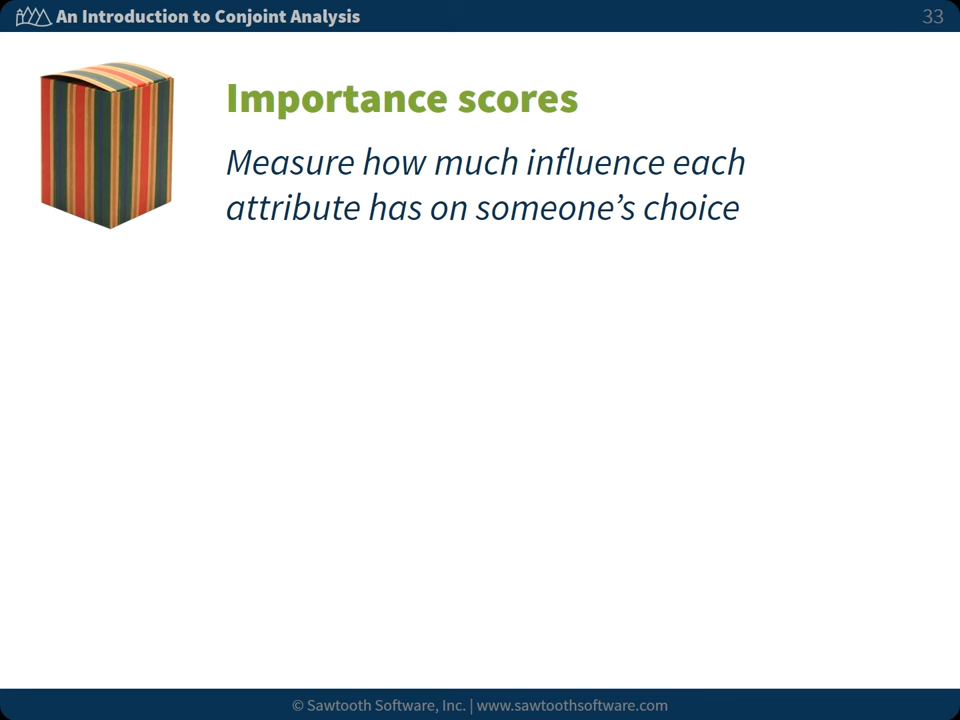 An Introduction to Conjoint Analysis
33
Importance scores
Measure how much influence each
attribute has on someone’s choice
© Sawtooth Software, Inc. | www.sawtoothsoftware.com